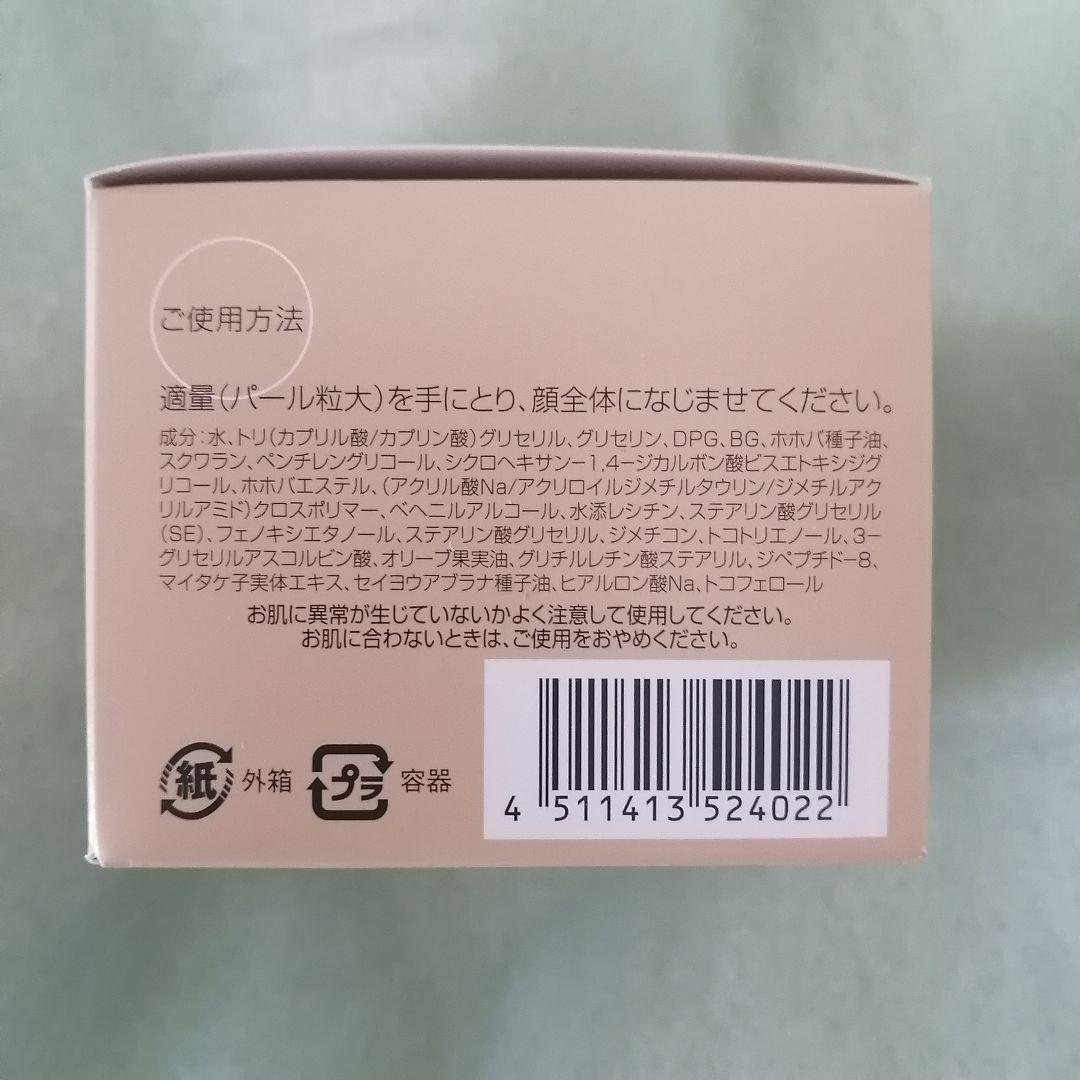 ご使用方法
適量(パール粒大)を手にとり、顔全体になじませてください。
成分：水、トリ(カプリル酸/カプリン酸)グリセリル、グリセリン、DPG、BG、ホホバ種子油、
スクワラン、ペンチレングリコール、シクロヘキサン-1,4-ジカルボン酸ビスエトキシジグ
リコール、ホホバエステル、(アクリル酸Na/アクリロイルジメチルタウリン/ジメチルアク
リルアミド)クロスポリマー、ベヘニルアルコール、水添レシチン、ステアリン酸グリセリル
(SE)、フェノキシエタノール、ステアリン酸グリセリル、ジメチコン、トコトリエノール、3-
グリセリルアスコルビン酸、オリーブ果実油、グリチルレチン酸ステアリル、ジペプチド-8、
マイタケ子実体エキス、セイヨウアブラナ種子油、ヒアルロン酸Na、トコフェロール
お肌に異常が生じていないかよく注意して使用してください。
お肌に合わないときは、ご使用をおやめください。
紙 外箱 プラ 容器
4 511413 524022